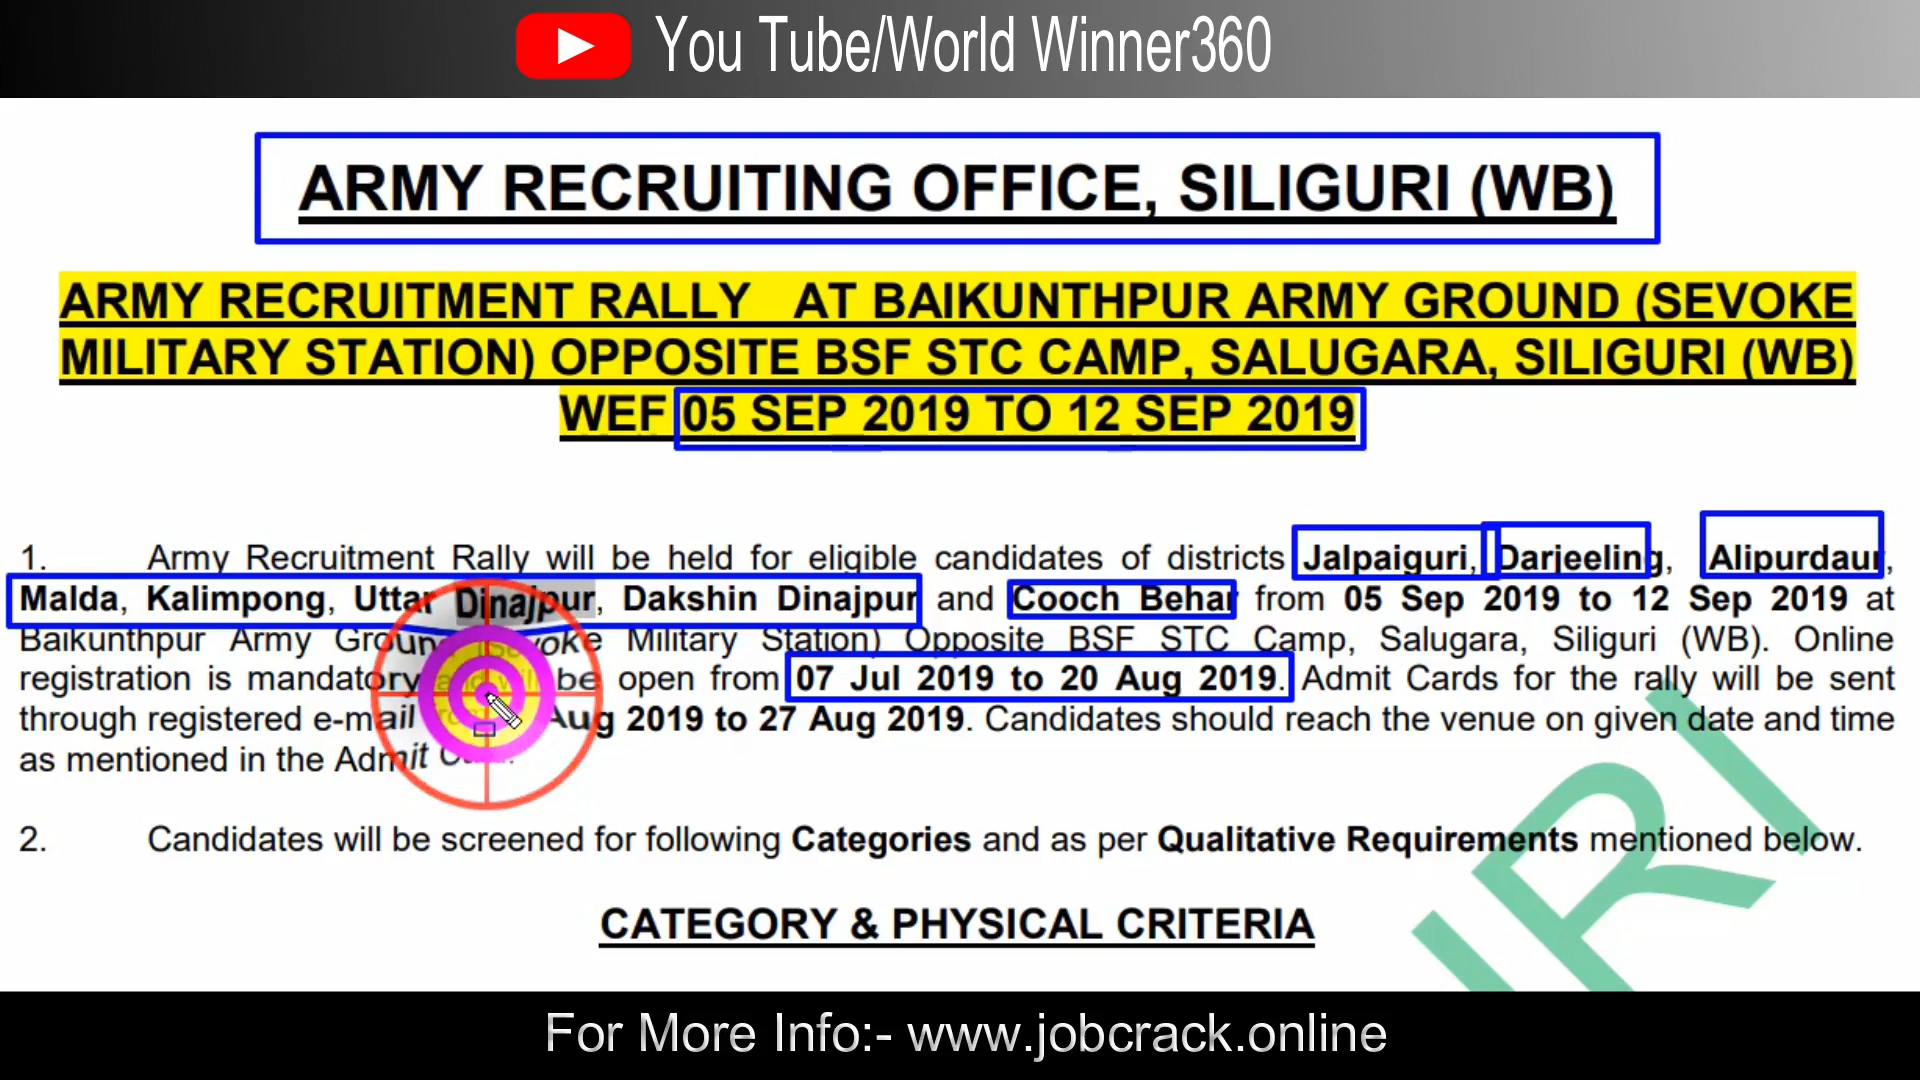 You Tube/World Winner360
ARMY RECRUITING OFFICE, SILIGURI (WB)
ARMY RECRUITMENT RALLY AT BAIKUNTHPUR ARMY GROUND (SEVOKE
MILITARY STATION) OPPOSITE BSF STC CAMP, SALUGARA, SILIGURI (WB)
WEF 05 SEP 2019 TO 12 SEP 2019
1. Army Recruitment Rally will be held for eligible candidates of districts Jalpaiguri, Darjeeling, Alipurdaur,
Malda, Kalimpong, Uttar Dinajpur, Dakshin Dinajpur and Cooch Behar from 05 Sep 2019 to 12 Sep 2019 at
Baikunthpur Army Ground (Sevoke Military Station) Opposite BSF STC Camp, Salugara, Siliguri (WB). Online
registration is mandatory and will be open from 07 Jul 2019 to 20 Aug 2019. Admit Cards for the rally will be sent
through registered e-mail Aug 2019 to 27 Aug 2019. Candidates should reach the venue on given date and time
as mentioned in the Admit
2. Candidates will be screened for following Categories and as per Qualitative Requirements mentioned below.
CATEGORY & PHYSICAL CRITERIA
For More Info:- www.jobcrack.online